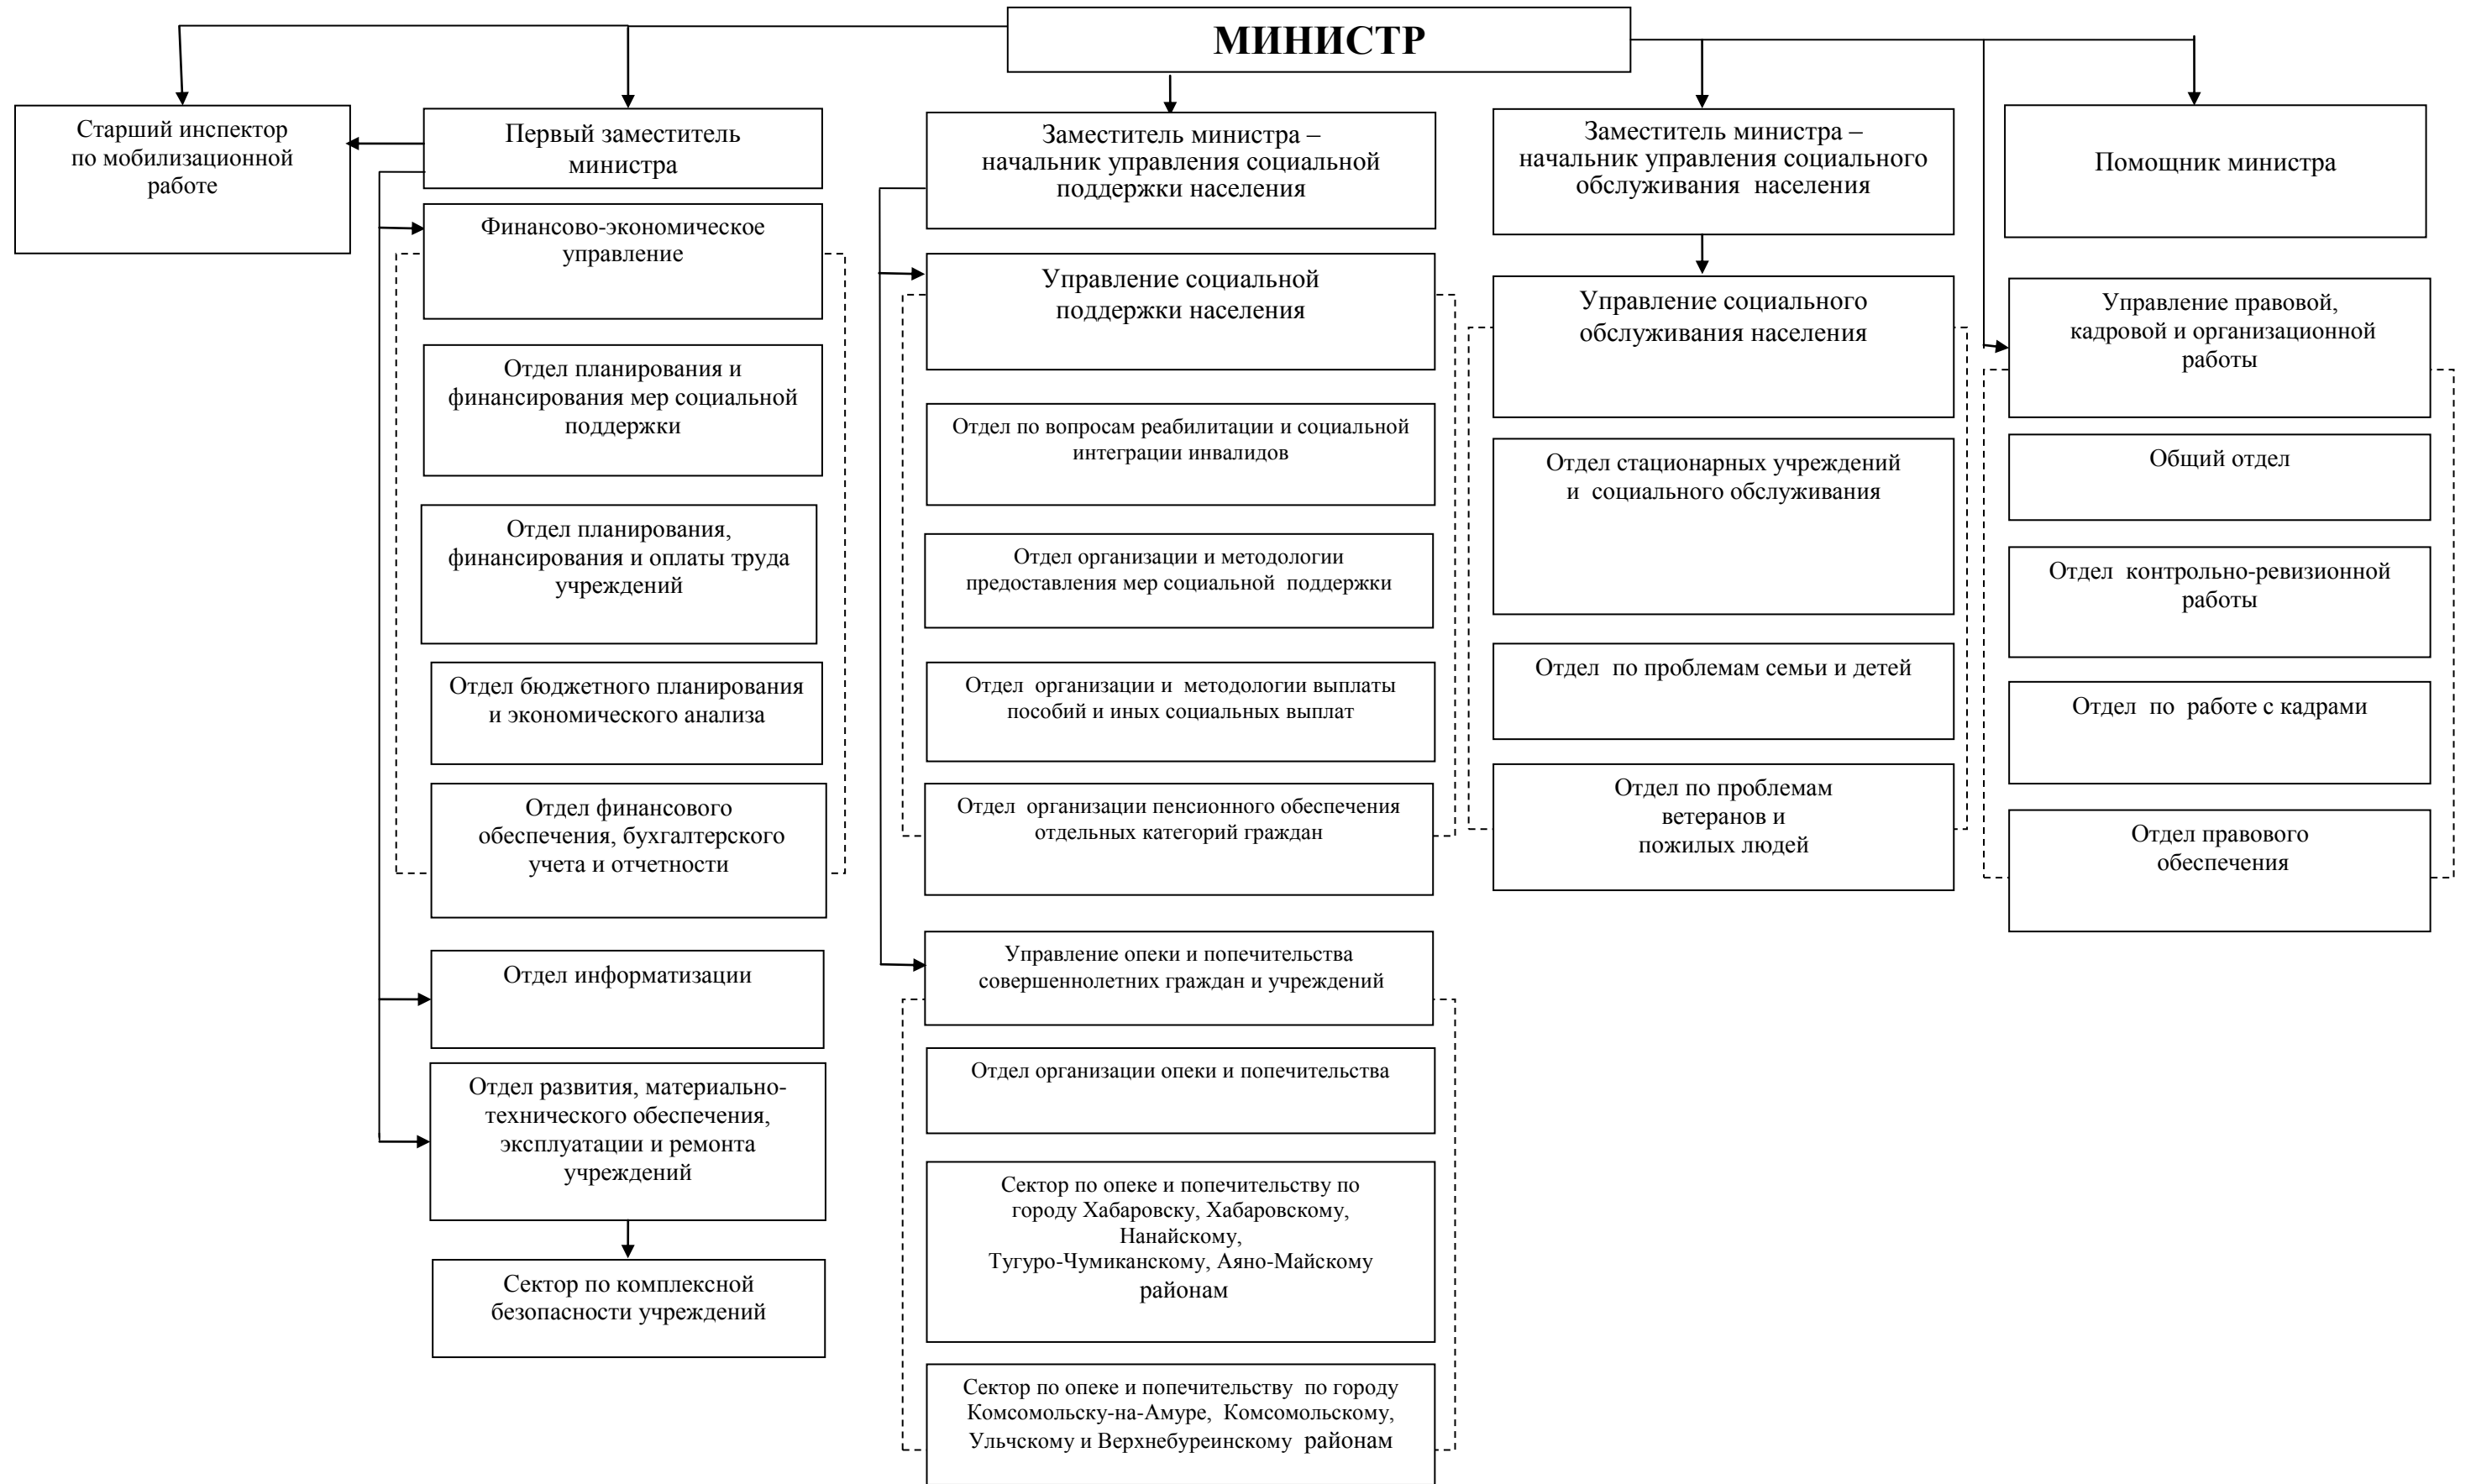 МИНИСТР
Старший инспектор
по мобилизационной
работе
Первый заместитель
министра
Заместитель министра –
начальник управления социальной
поддержки населения
Заместитель министра –
начальник управления социального
обслуживания населения
Помощник министра
Финансово-экономическое
управление
Отдел планирования и
финансирования мер социальной
поддержки
Отдел планирования,
финансирования и оплаты труда
учреждений
Отдел бюджетного планирования
и экономического анализа
Отдел финансового
обеспечения, бухгалтерского
учета и отчетности
Отдел информатизации
Отдел развития, материально-
технического обеспечения,
эксплуатации и ремонта
учреждений
Сектор по комплексной
безопасности учреждений
Управление социальной
поддержки населения
Отдел по вопросам реабилитации и социальной
интеграции инвалидов
Отдел организации и методологии
предоставления мер социальной поддержки
Отдел организации и методологии выплаты
пособий и иных социальных выплат
Отдел организации пенсионного обеспечения
отдельных категорий граждан
Управление опеки и попечительства
совершеннолетних граждан и учреждений
Отдел организации опеки и попечительства
Сектор по опеке и попечительству по
городу Хабаровску, Хабаровскому,
Нанайскому,
Тугуро-Чумиканскому, Аяно-Майскому
районам
Сектор по опеке и попечительству по городу
Комсомольску-на-Амуре, Комсомольскому,
Ульчскому и Верхнебуреинскому районам
Управление социального
обслуживания населения
Отдел стационарных учреждений
и социального обслуживания
Отдел по проблемам семьи и детей
Отдел по проблемам
ветеранов и
пожилых людей
Управление правовой,
кадровой и организационной
работы
Общий отдел
Отдел контрольно-ревизионной
работы
Отдел по работе с кадрами
Отдел правового
обеспечения